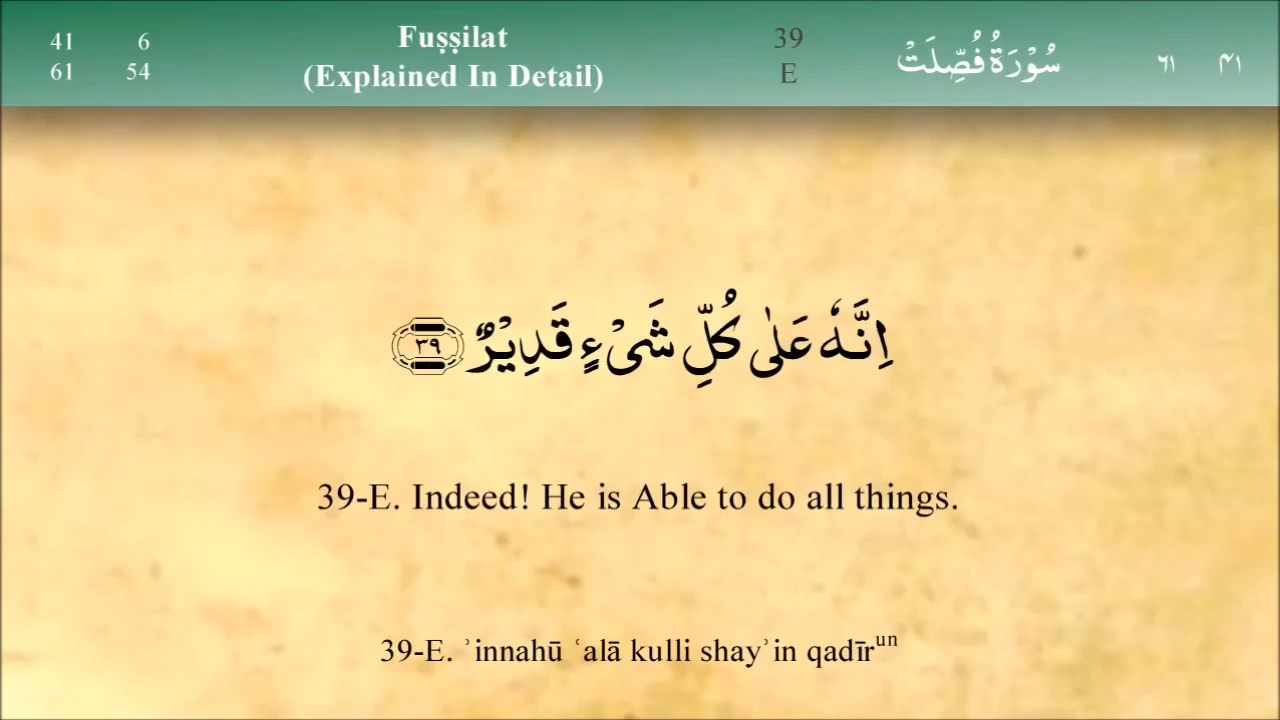 41 6 Fuṣṣilat 39 سُوْرَةُ فُصِّلَتْ ٦١ ٤١
61 54 (Explained In Detail) E
اِنَّهٗ عَلٰى كُلِّ شَىْءٍ قَدِيْرٌ ٣٩
39-E. Indeed! He is Able to do all things.
39-E. ʾinnahū ʿalā kulli shayʾin qadīrᵘⁿ